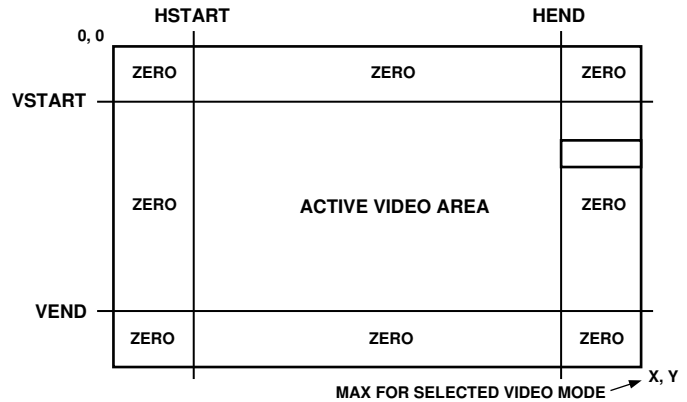 HSTART HEND
0, 0
ZERO ZERO ZERO
VSTART
ZERO ACTIVE VIDEO AREA ZERO
VEND
ZERO ZERO ZERO
X, Y
MAX FOR SELECTED VIDEO MODE